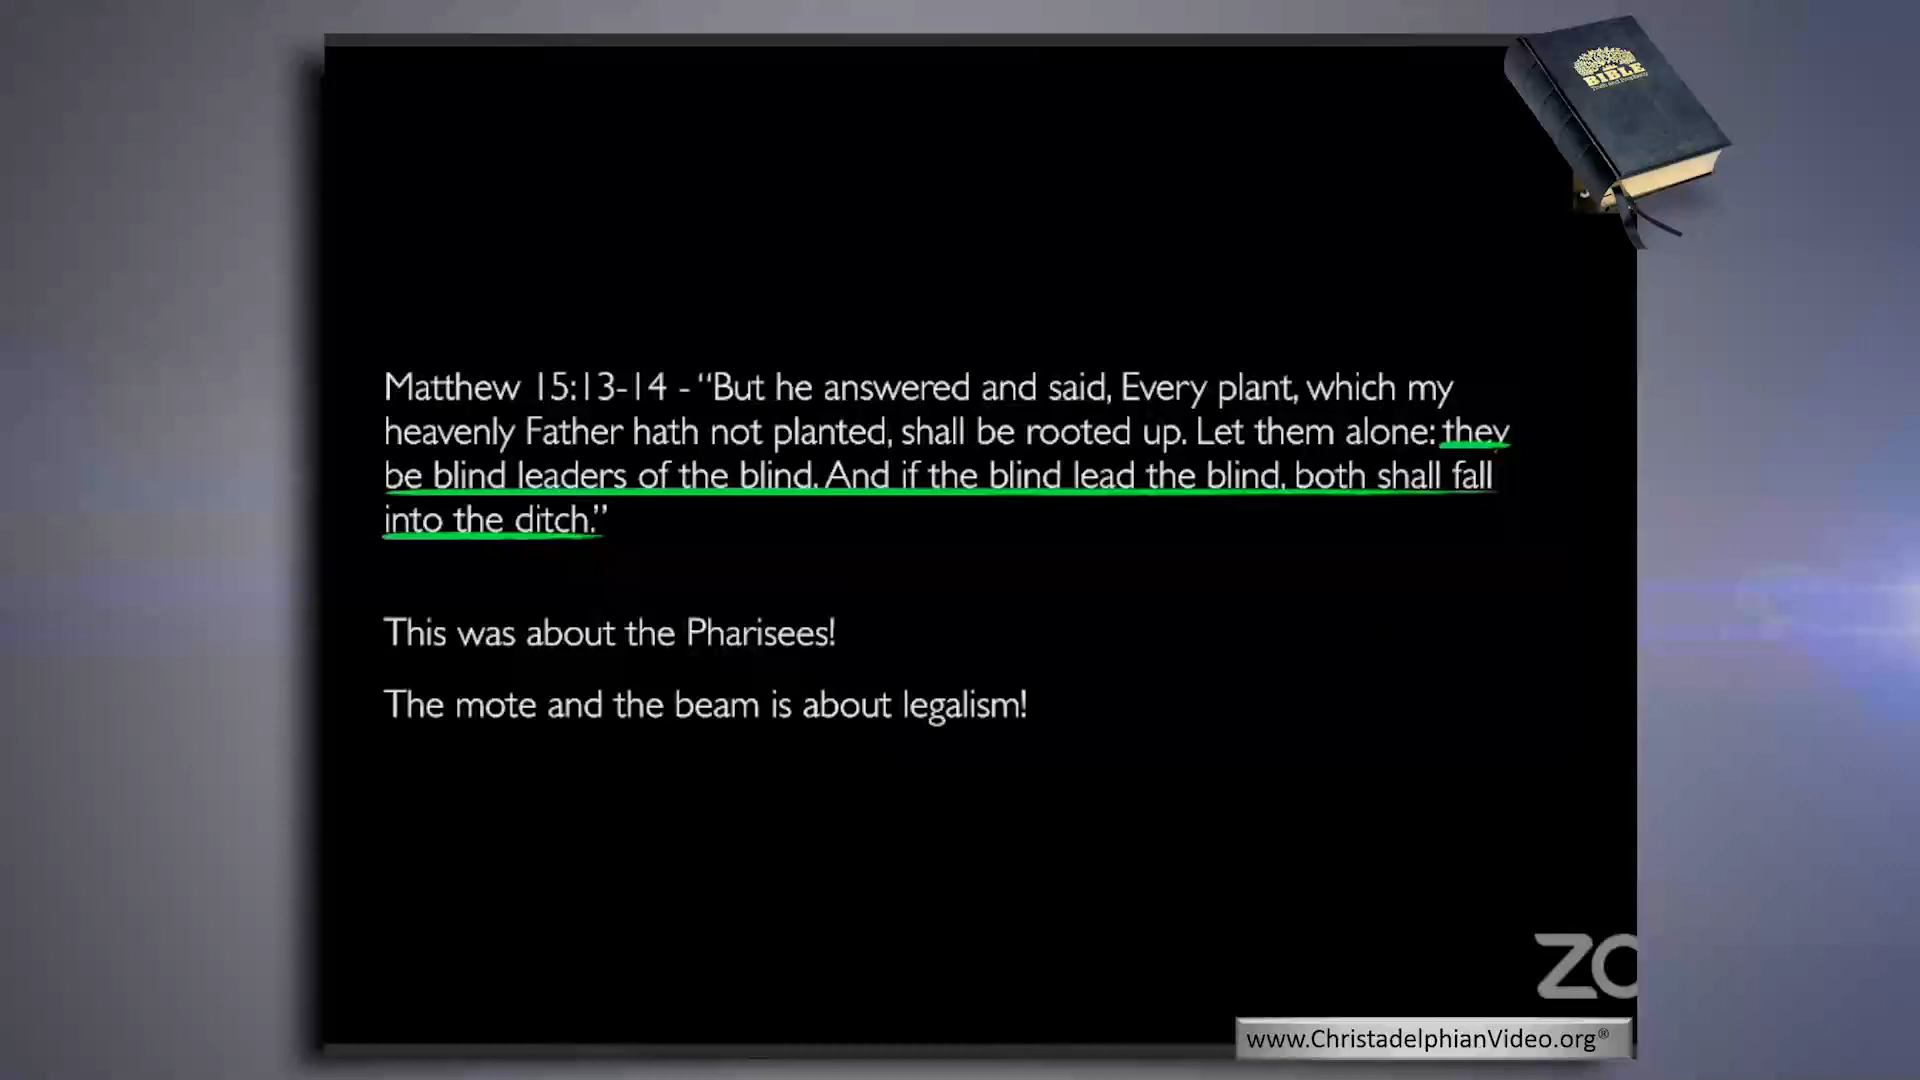 BIBLE
Matthew 15:13-14 - “But he answered and said, Every plant, which my
heavenly Father hath not planted, shall be rooted up. Let them alone: they
be blind leaders of the blind. And if the blind lead the blind, both shall fall
into the ditch.”
This was about the Pharisees!
The mote and the beam is about legalism!
ZO
www.ChristadelphianVideo.org®